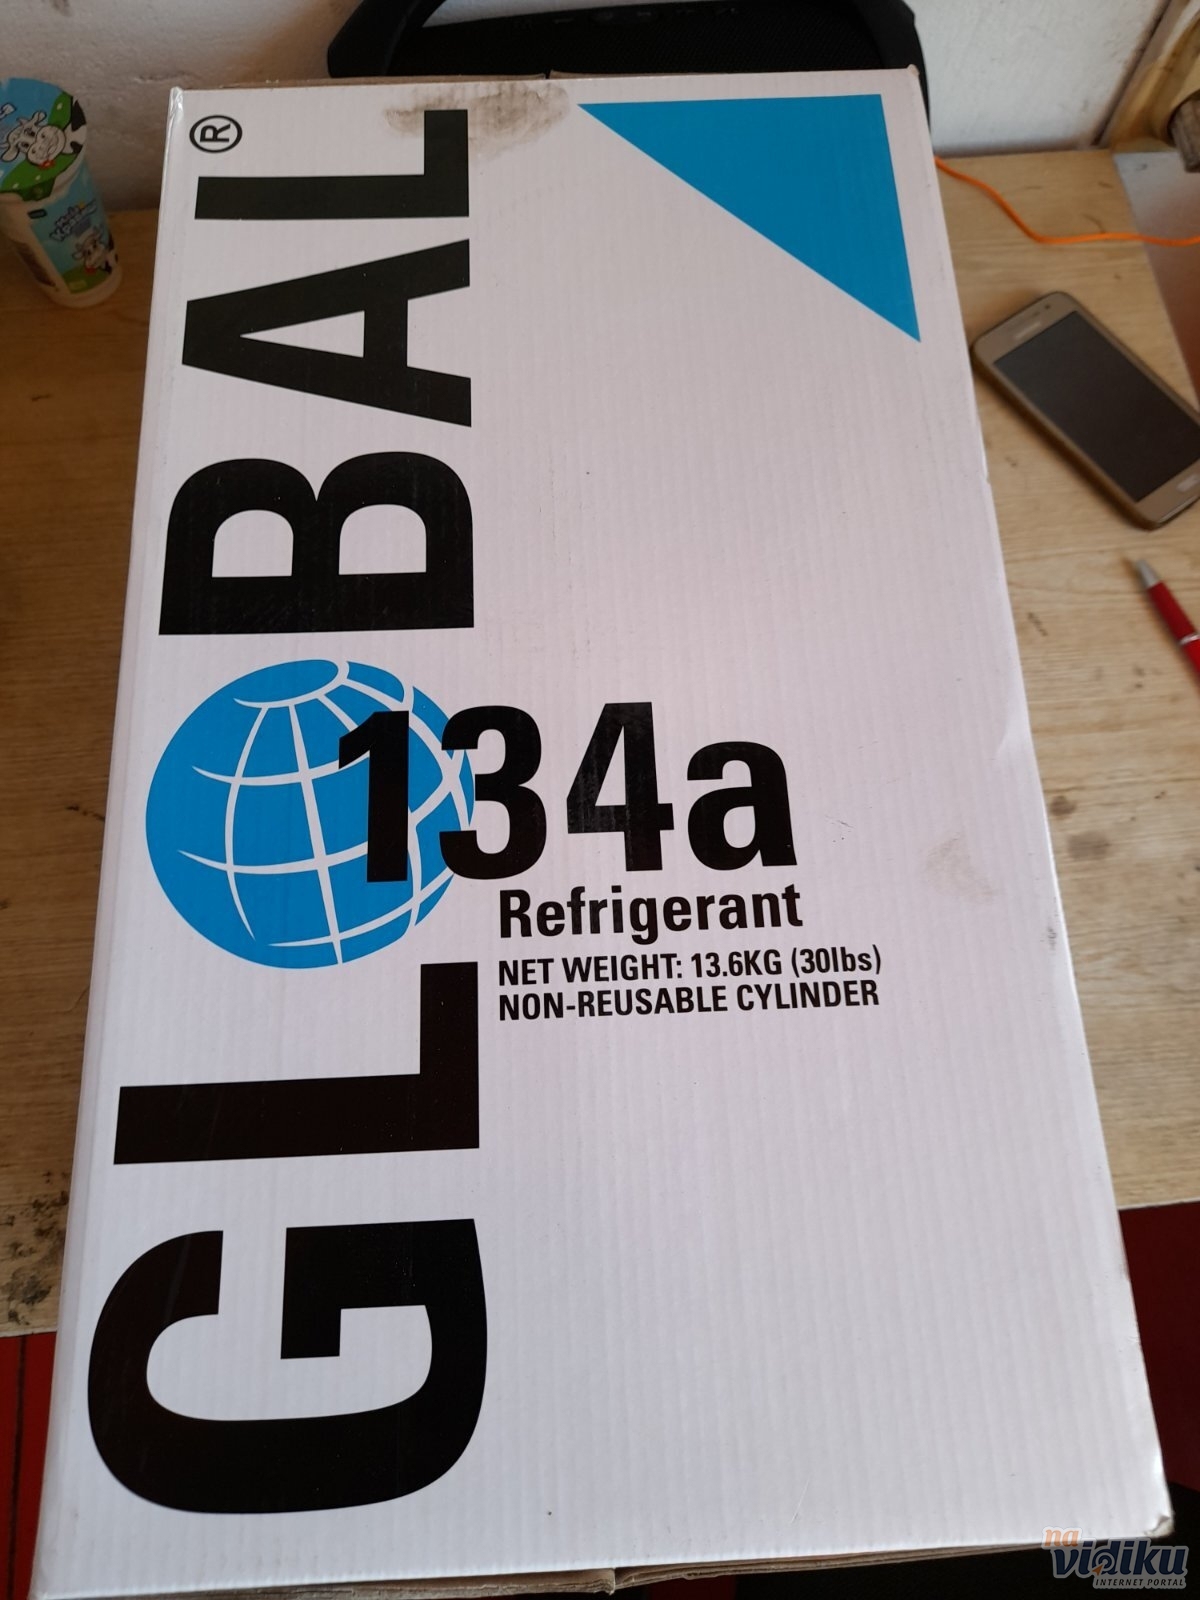 GLOBAL®
134a
Refrigerant
NET WEIGHT: 13.6KG (30lbs)
NON-REUSABLE CYLINDER
na
vidiku
INTERNET PORTAL